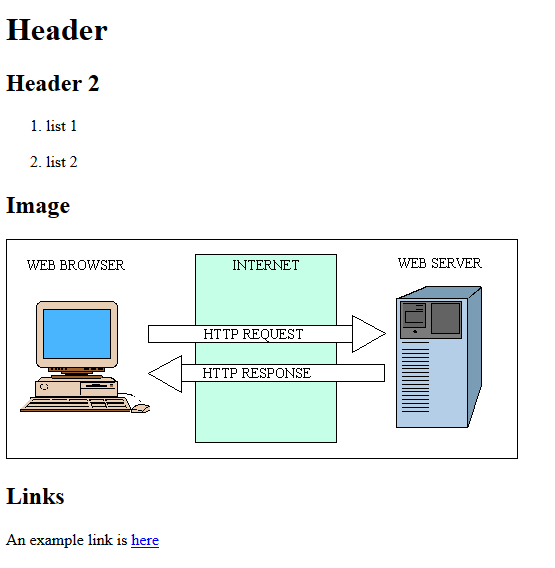 Header
Header 2
1. list 1
2. list 2
Image
WEB BROWSER
INTERNET
WEB SERVER
HTTP REQUEST
HTTP RESPONSE
Links
An example link is here